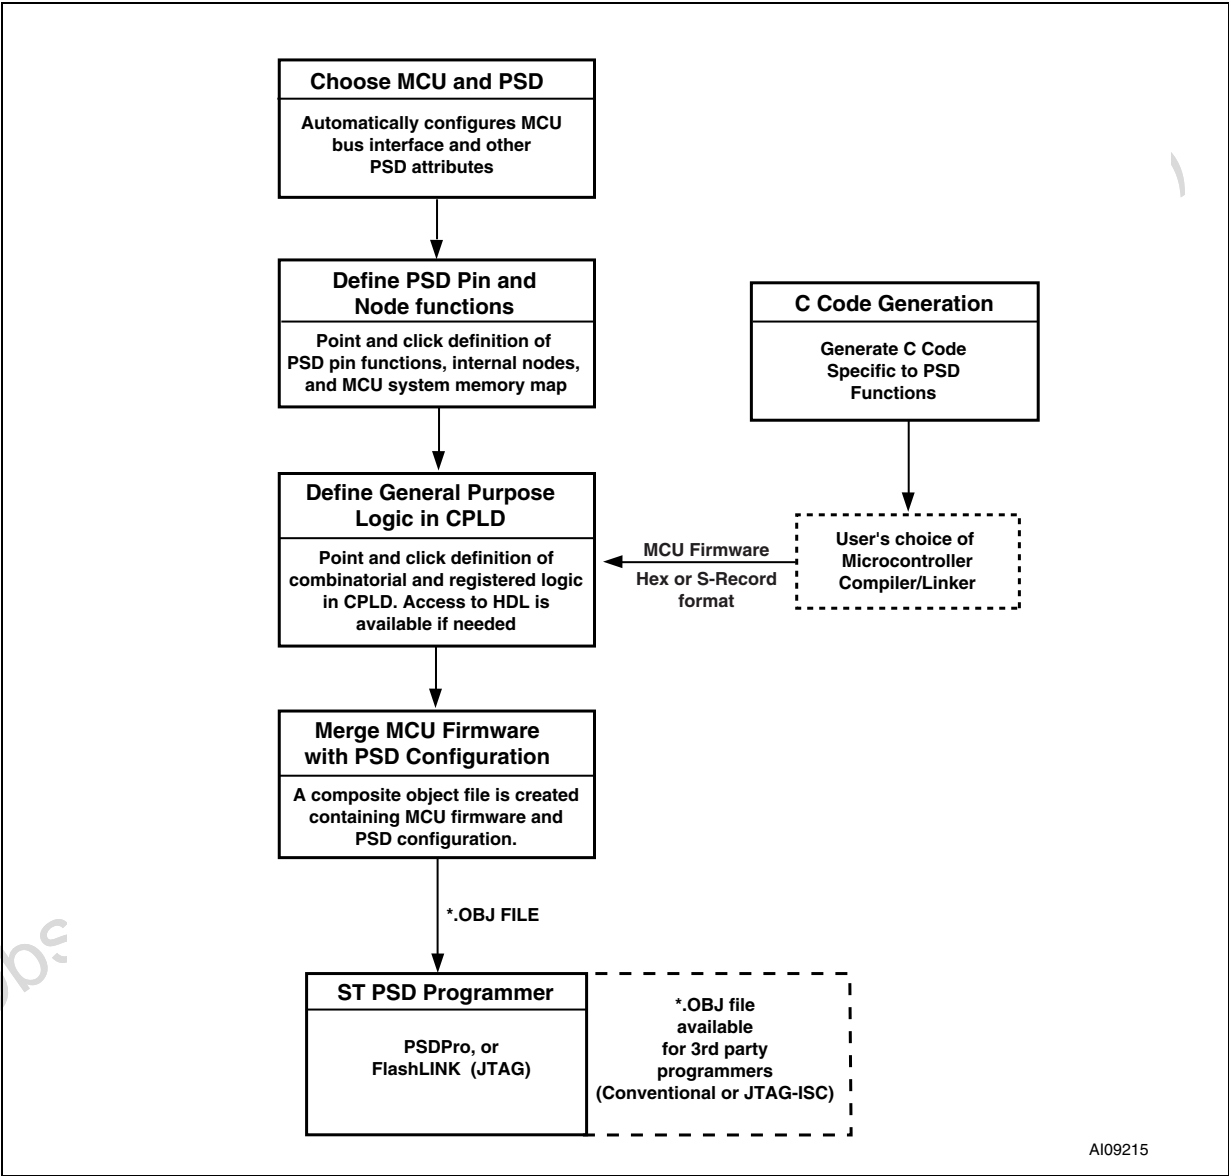 Choose MCU and PSD
Automatically configures MCU
bus interface and other
PSD attributes
Define PSD Pin and
Node functions
Point and click definition of
PSD pin functions, internal nodes,
and MCU system memory map
C Code Generation
Generate C Code
Specific to PSD
Functions
Define General Purpose
Logic in CPLD
Point and click definition of
combinatorial and registered logic
in CPLD. Access to HDL is
available if needed
MCU Firmware
Hex or S-Record
format
User's choice of
Microcontroller
Compiler/Linker
Merge MCU Firmware
with PSD Configuration
A composite object file is created
containing MCU firmware and
PSD configuration.
*.OBJ FILE
ST PSD Programmer
PSDPro, or
FlashLINK (JTAG)
*.OBJ file
available
for 3rd party
programmers
(Conventional or JTAG-ISC)
AI09215